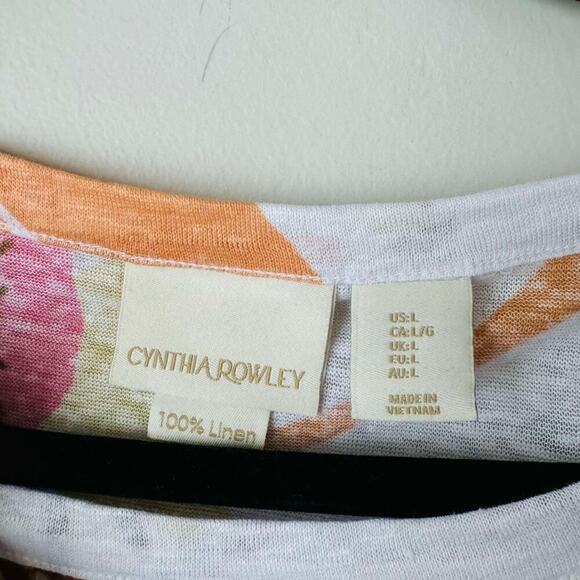 CYNTHIA ROWLEY
100% Linen
US:L
CA:L/G
UK:L
EU:L
AU:L
MADE IN
VIETNAM